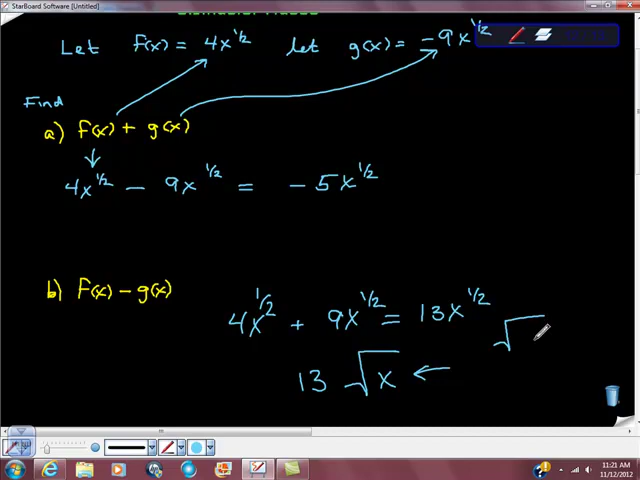 StarBoard Software [Untitled]
Let f(x) = 4x^1/2 let g(x) = -9x^1/2
Find
a) f(x) + g(x)
4x^1/2 - 9x^1/2 = -5x^1/2
b) f(x) - g(x)
4x^1/2 + 9x^1/2 = 13x^1/2 √
13 √x ←
11:21 AM
11/12/2012